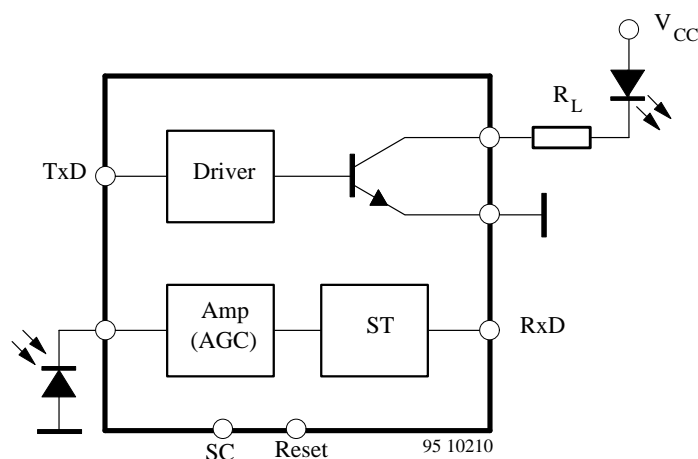 V CC
R L
TxD
Driver
Amp
(AGC)
ST
RxD
SC
Reset
95 10210